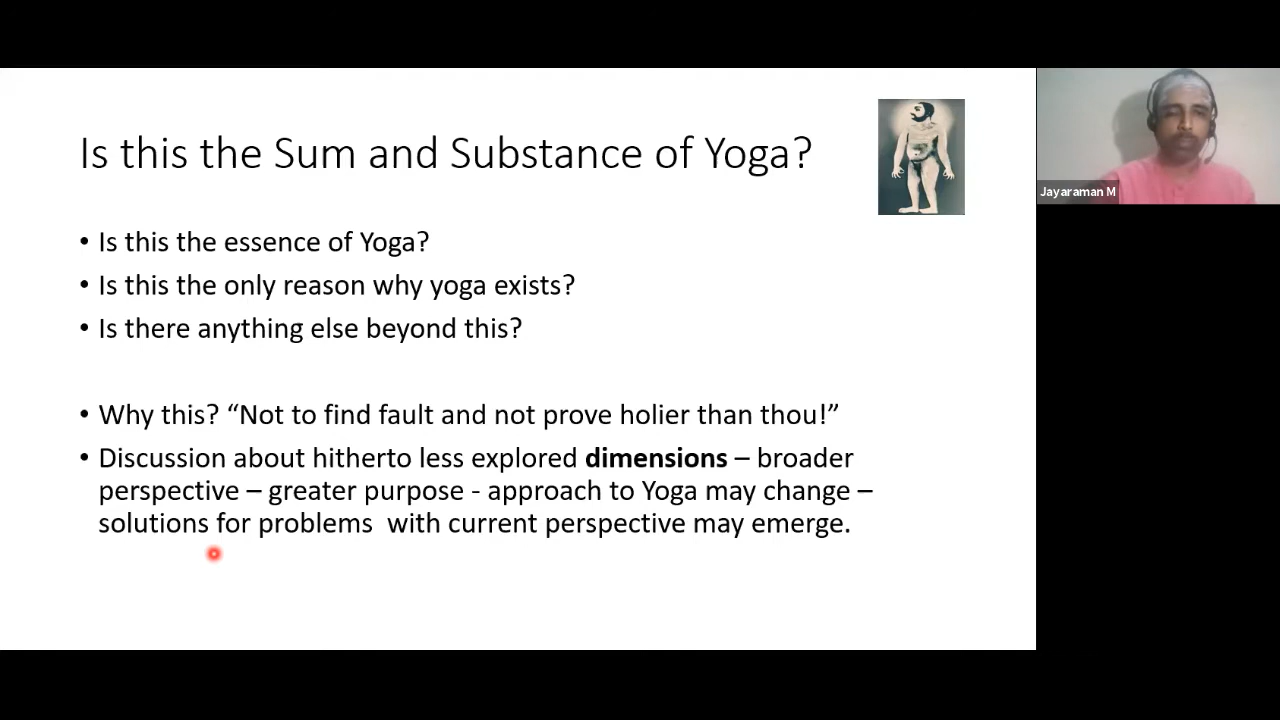 Is this the Sum and Substance of Yoga?
• Is this the essence of Yoga?
• Is this the only reason why yoga exists?
• Is there anything else beyond this?
• Why this? “Not to find fault and not prove holier than thou!”
• Discussion about hitherto less explored dimensions – broader
perspective – greater purpose - approach to Yoga may change –
solutions for problems  with current perspective may emerge.
Jayaraman M